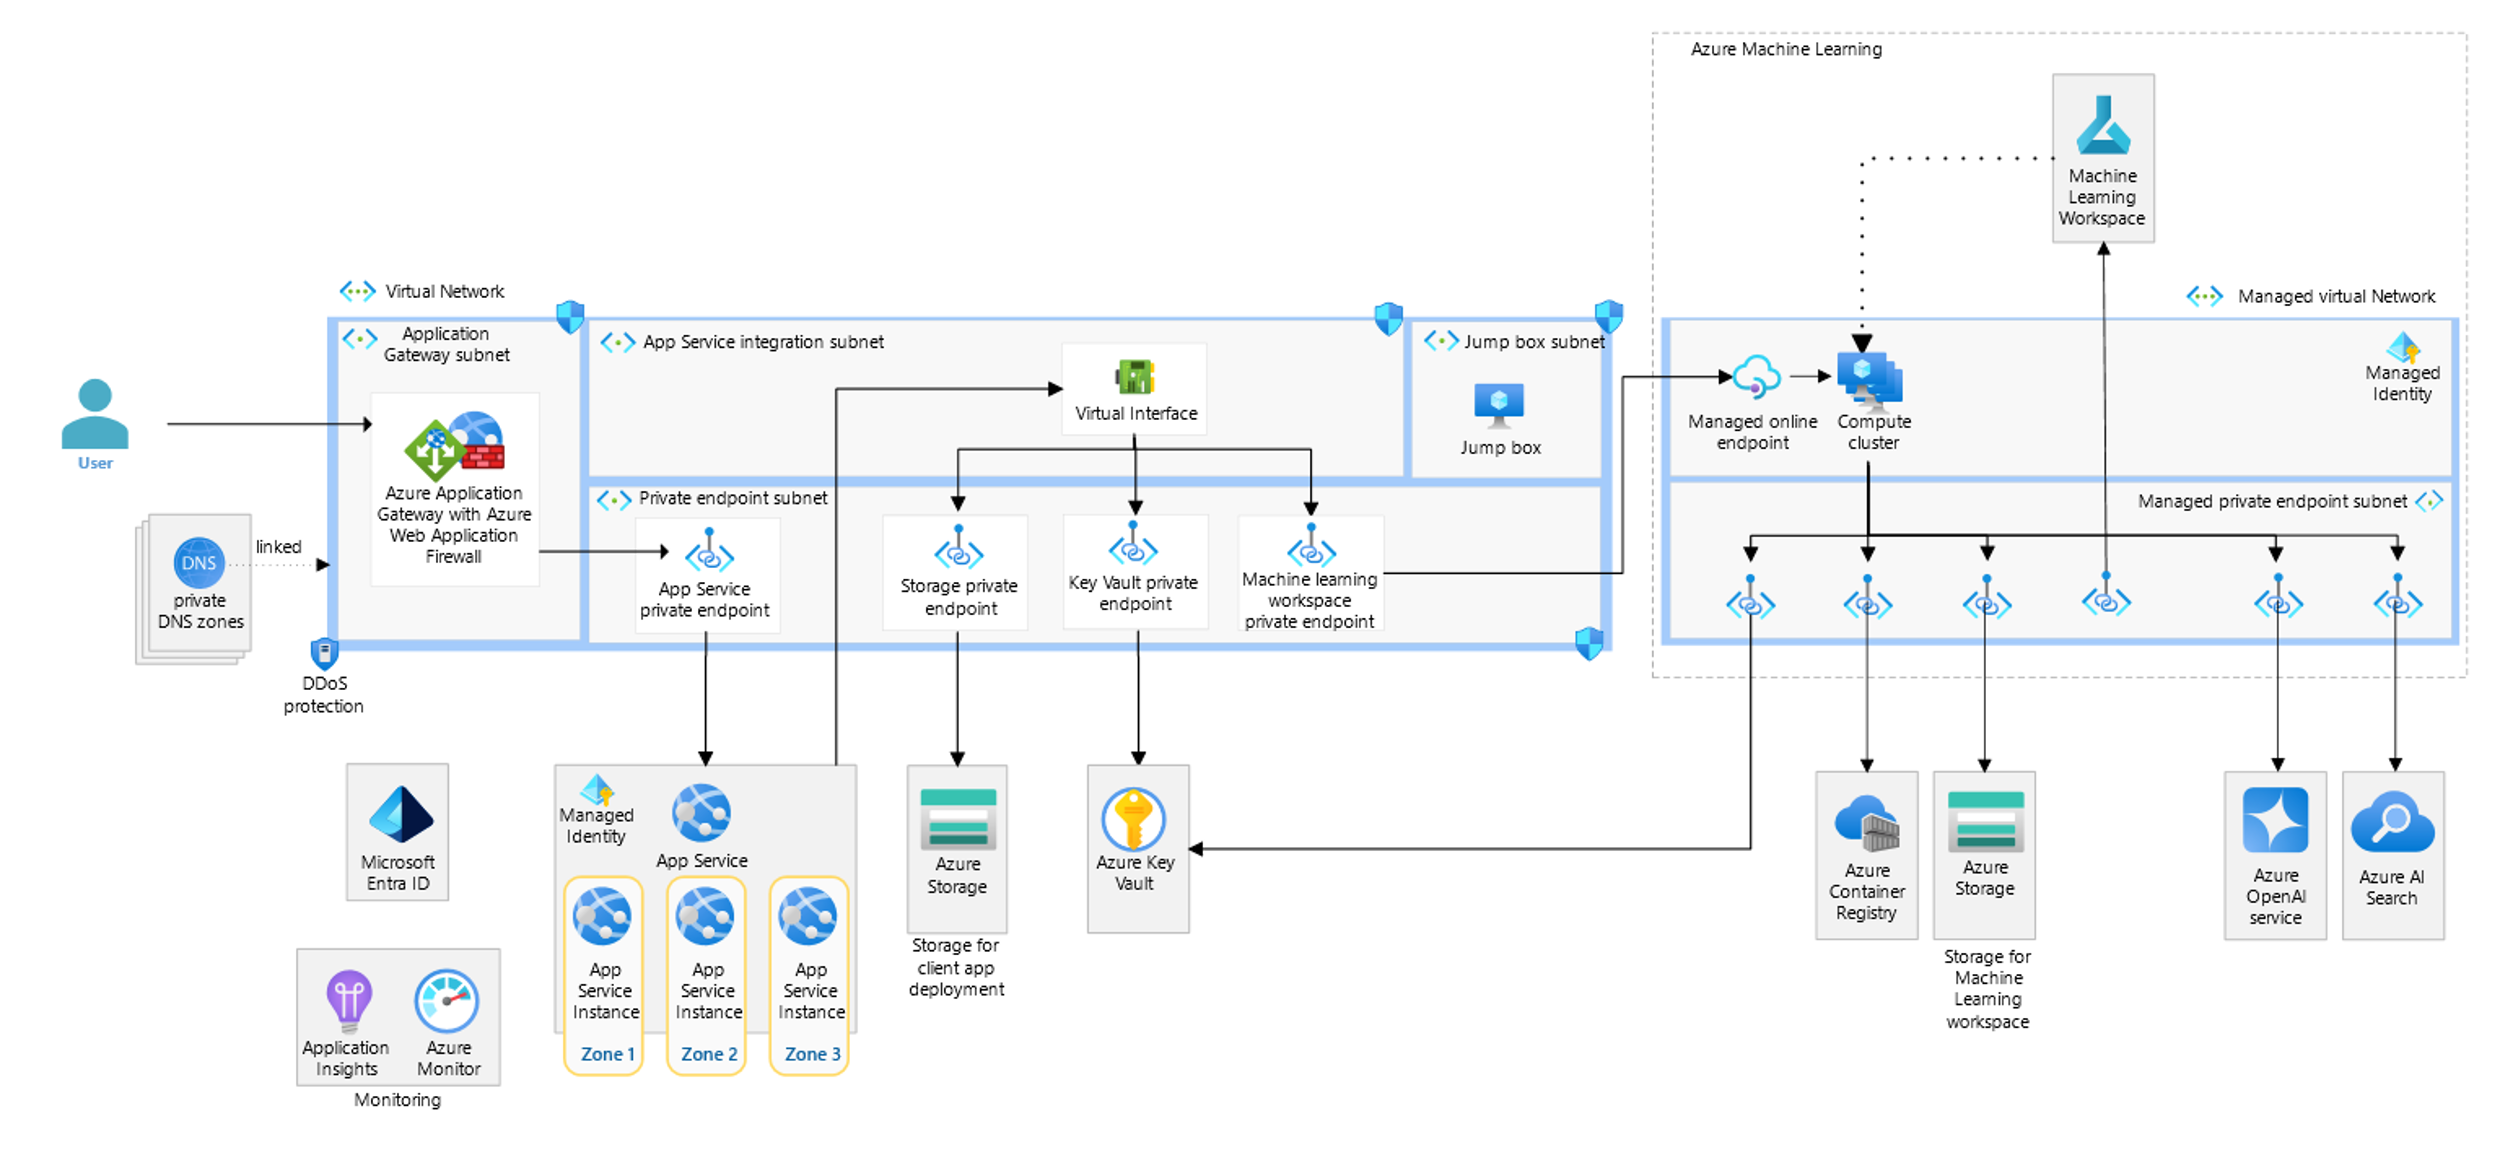 Azure Machine Learning
Machine
Learning
Workspace
Virtual Network
Managed virtual Network
Application
Gateway subnet
App Service integration subnet
Jump box subnet
Virtual Interface
Jump box
Managed online
endpoint
Compute
cluster
Managed
Identity
User
Azure Application
Gateway with Azure
Web Application
Firewall
Private endpoint subnet
Managed private endpoint subnet
DNS
private
DNS zones
linked
App Service
private endpoint
Storage private
endpoint
Key Vault private
endpoint
Machine learning
workspace
private endpoint
DDoS
protection
Microsoft
Entra ID
Managed
Identity
App Service
App
Service
Instance
Zone 1
App
Service
Instance
Zone 2
App
Service
Instance
Zone 3
Azure
Storage
Storage for
client app
deployment
Azure Key
Vault
Azure
Container
Registry
Azure
Storage
Storage for
Machine
Learning
workspace
Azure
OpenAI
service
Azure AI
Search
Application
Insights
Azure
Monitor
Monitoring